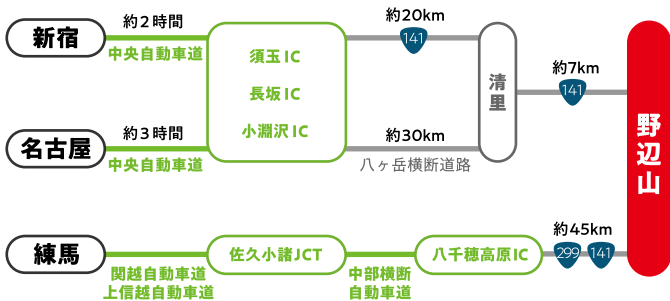 新宿
約2時間
中央自動車道
須玉IC
長坂IC
小淵沢IC
約20km
141
清里
約7km
141
野辺山
名古屋
約3時間
中央自動車道
約30km
八ヶ岳横断道路
練馬
関越自動車道
上信越自動車道
佐久小諸JCT
中部横断
自動車道
八千穂高原IC
約45km
299
141